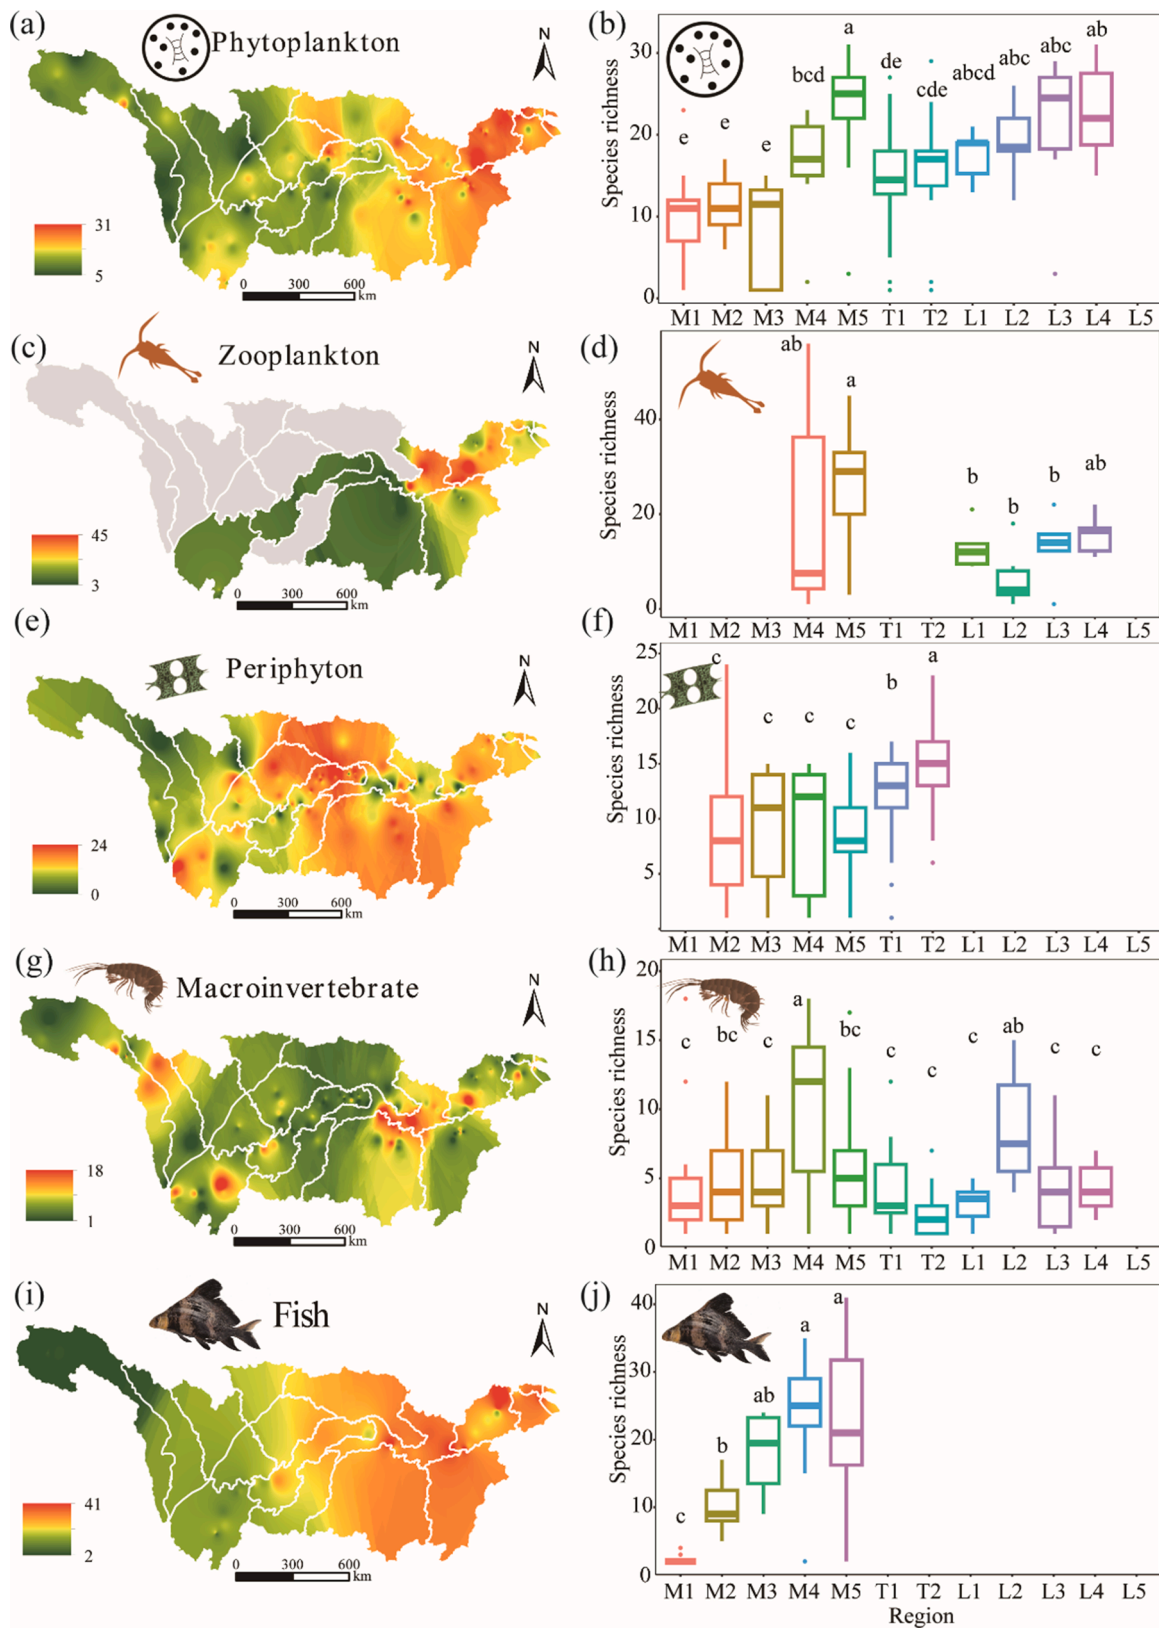 (a)
Phytoplankton
N
31
5
0 300 600
km
(b)
Species richness
30
20
10
0
e
e
e
bcd
a
de
cde
abcd
abc
abc
ab
M1 M2 M3 M4 M5 T1 T2 L1 L2 L3 L4 L5
(c)
Zooplankton
N
45
3
0 300 600
km
(d)
Species richness
40
20
0
ab
a
b
b
b
ab
M1 M2 M3 M4 M5 T1 T2 L1 L2 L3 L4 L5
(e)
Periphyton
N
24
0
0 300 600
km
(f)
Species richness
25
20
15
10
5
c
c
c
c
b
a
M1 M2 M3 M4 M5 T1 T2 L1 L2 L3 L4 L5
(g)
Macroinvertebrate
N
18
1
0 300 600
km
(h)
Species richness
20
15
10
5
0
c
bc
c
a
bc
c
c
c
ab
c
c
M1 M2 M3 M4 M5 T1 T2 L1 L2 L3 L4 L5
(i)
Fish
N
41
2
0 300 600
km
(j)
Species richness
40
30
20
10
0
c
b
ab
a
a
M1 M2 M3 M4 M5 T1 T2 L1 L2 L3 L4 L5
Region